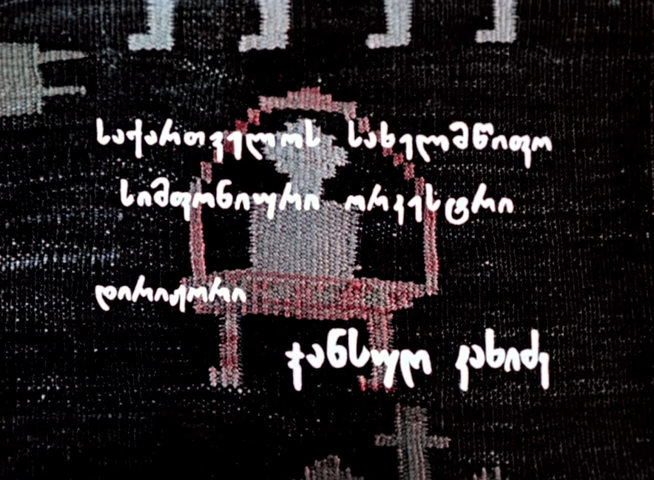 საქართველოს სახელმწიფო
სიმფონიური ორკესტრი
დირიჟორი
ჯანსუღ კახიძე